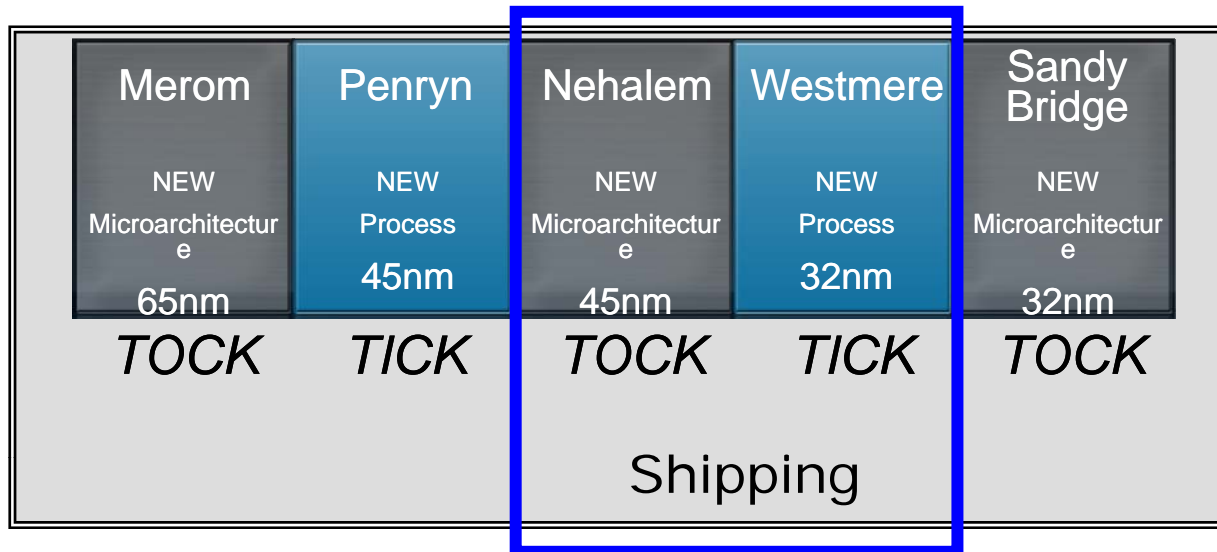 Merom
NEW
Microarchitectur
e
65nm
TOCK
Penryn
NEW
Process
45nm
TICK
Nehalem
NEW
Microarchitectur
e
45nm
TOCK
Westmere
NEW
Process
32nm
TICK
Sandy
Bridge
NEW
Microarchitectur
e
32nm
TOCK
Shipping